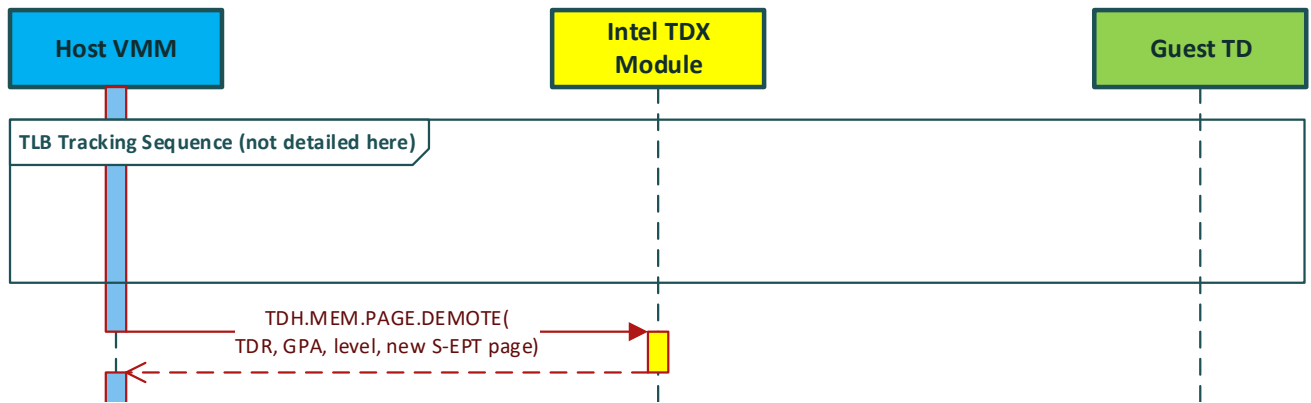 Host VMM
Intel TDX
Module
Guest TD
TLB Tracking Sequence (not detailed here)
TDH.MEM.PAGE.DEMOTE(
TDR, GPA, level, new S-EPT page)